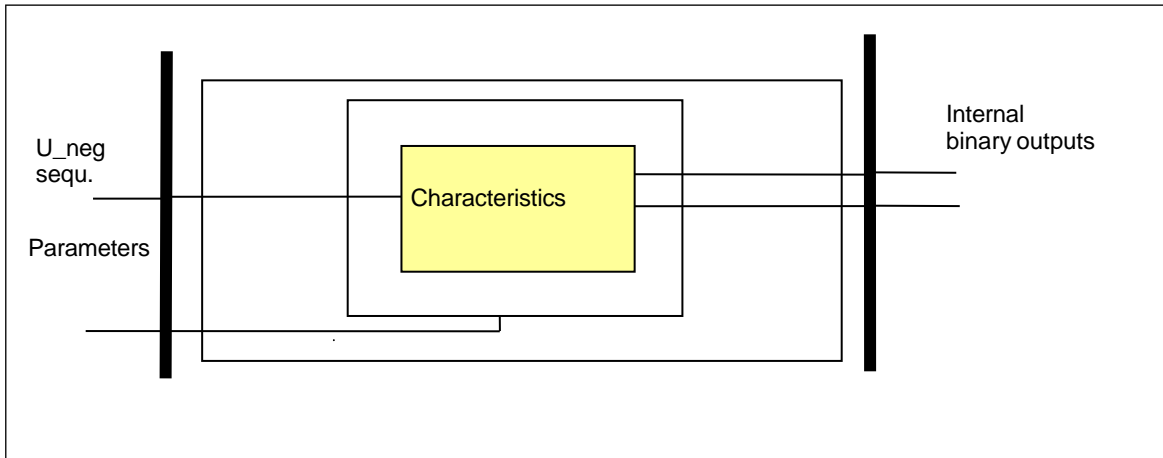 U_neg
sequ.
Parameters
Characteristics
Internal
binary outputs